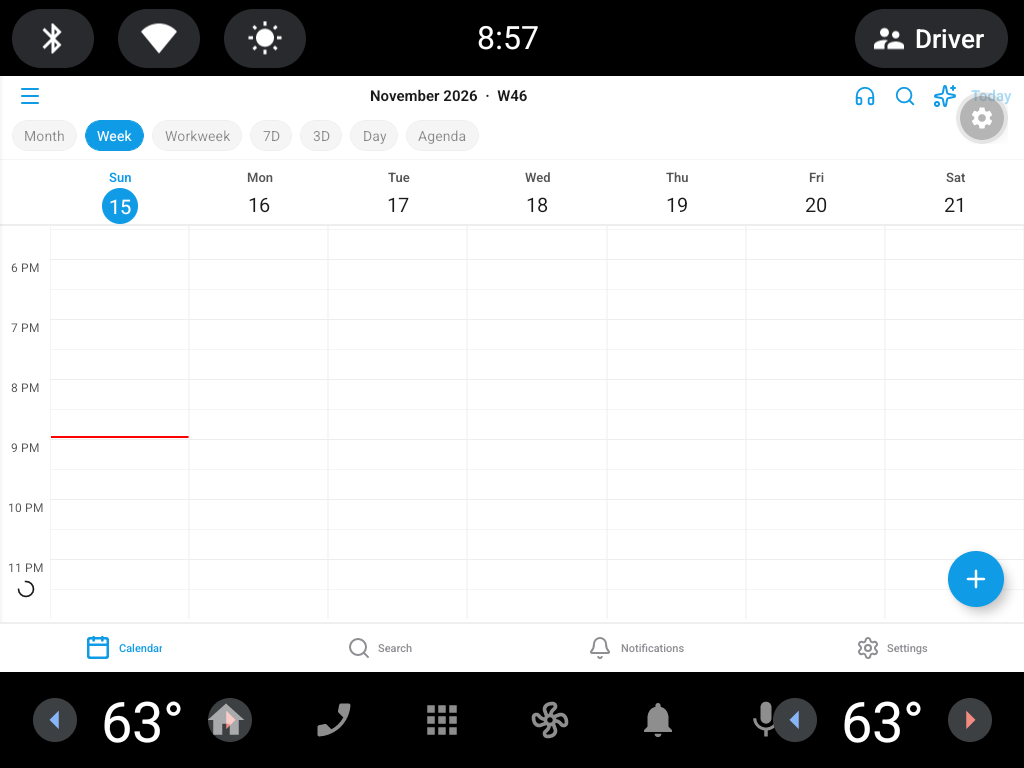 8:57
Driver
November 2026 · W46
Today
Month Week Workweek 7D 3D Day Agenda
Sun Mon Tue Wed Thu Fri Sat
15 16 17 18 19 20 21
6 PM
7 PM
8 PM
9 PM
10 PM
11 PM
Calendar Search Notifications Settings
63° 63°